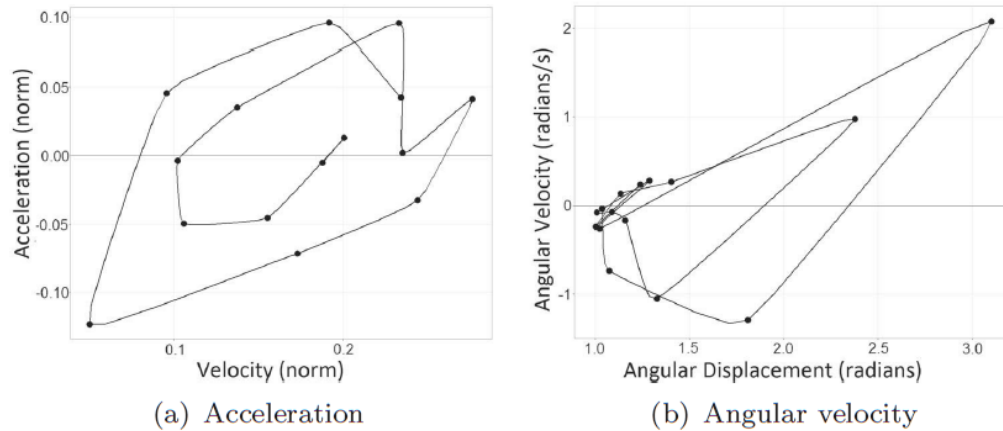 0.10
0.05
0.00
-0.05
-0.10
Acceleration (norm)
0.1 0.2
Velocity (norm)
(a) Acceleration
2
1
0
-1
Angular Velocity (radians/s)
1.0 1.5 2.0 2.5 3.0
Angular Displacement (radians)
(b) Angular velocity